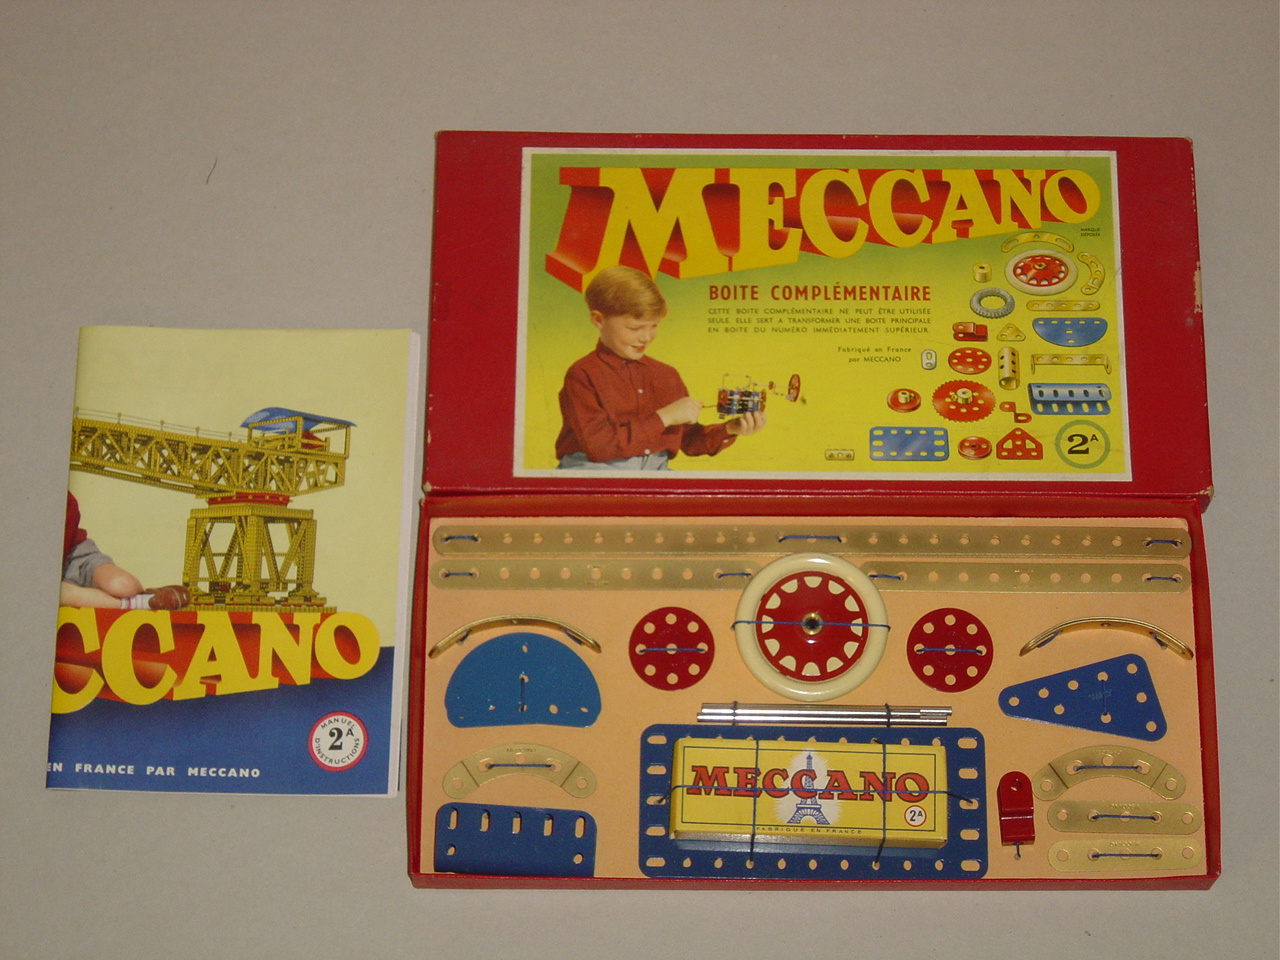 MECCANO
MARQUE
DÉPOSÉE
BOITE COMPLÉMENTAIRE
CETTE BOITE COMPLÉMENTAIRE NE PEUT ÊTRE UTILISÉE
SEULE. ELLE SERT A TRANSFORMER UNE BOITE PRINCIPALE
EN BOITE DU NUMÉRO IMMÉDIATEMENT SUPÉRIEUR.
Fabriqué en France
par MECCANO
2A
CCANO
MANUEL
2A
D'INSTRUCTIONS
EN FRANCE PAR MECCANO
MECCANO
2A
FABRIQUÉ EN FRANCE